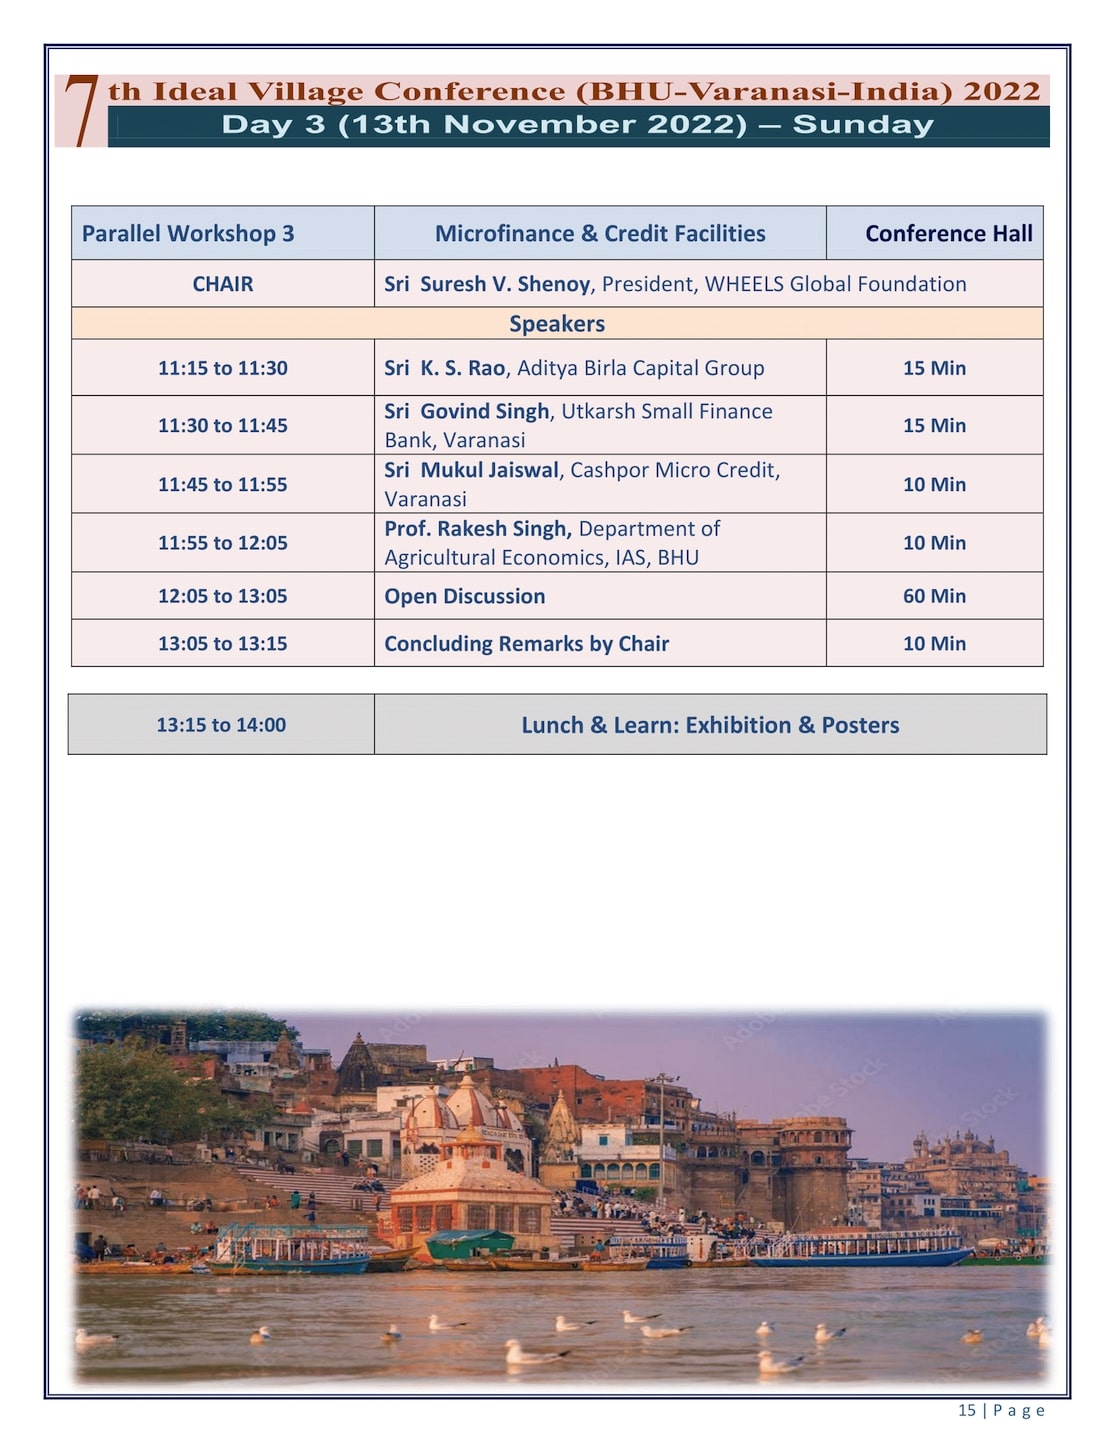 7th Ideal Village Conference (BHU-Varanasi-India) 2022
Day 3 (13th November 2022) – Sunday
Parallel Workshop 3 Microfinance & Credit Facilities Conference Hall
CHAIR Sri Suresh V. Shenoy, President, WHEELS Global Foundation
Speakers
11:15 to 11:30 Sri K. S. Rao, Aditya Birla Capital Group 15 Min
11:30 to 11:45 Sri Govind Singh, Utkarsh Small Finance
Bank, Varanasi 15 Min
11:45 to 11:55 Sri Mukul Jaiswal, Cashpor Micro Credit,
Varanasi 10 Min
11:55 to 12:05 Prof. Rakesh Singh, Department of
Agricultural Economics, IAS, BHU 10 Min
12:05 to 13:05 Open Discussion 60 Min
13:05 to 13:15 Concluding Remarks by Chair 10 Min
13:15 to 14:00 Lunch & Learn: Exhibition & Posters
Adobe Stock
15 | P a g e